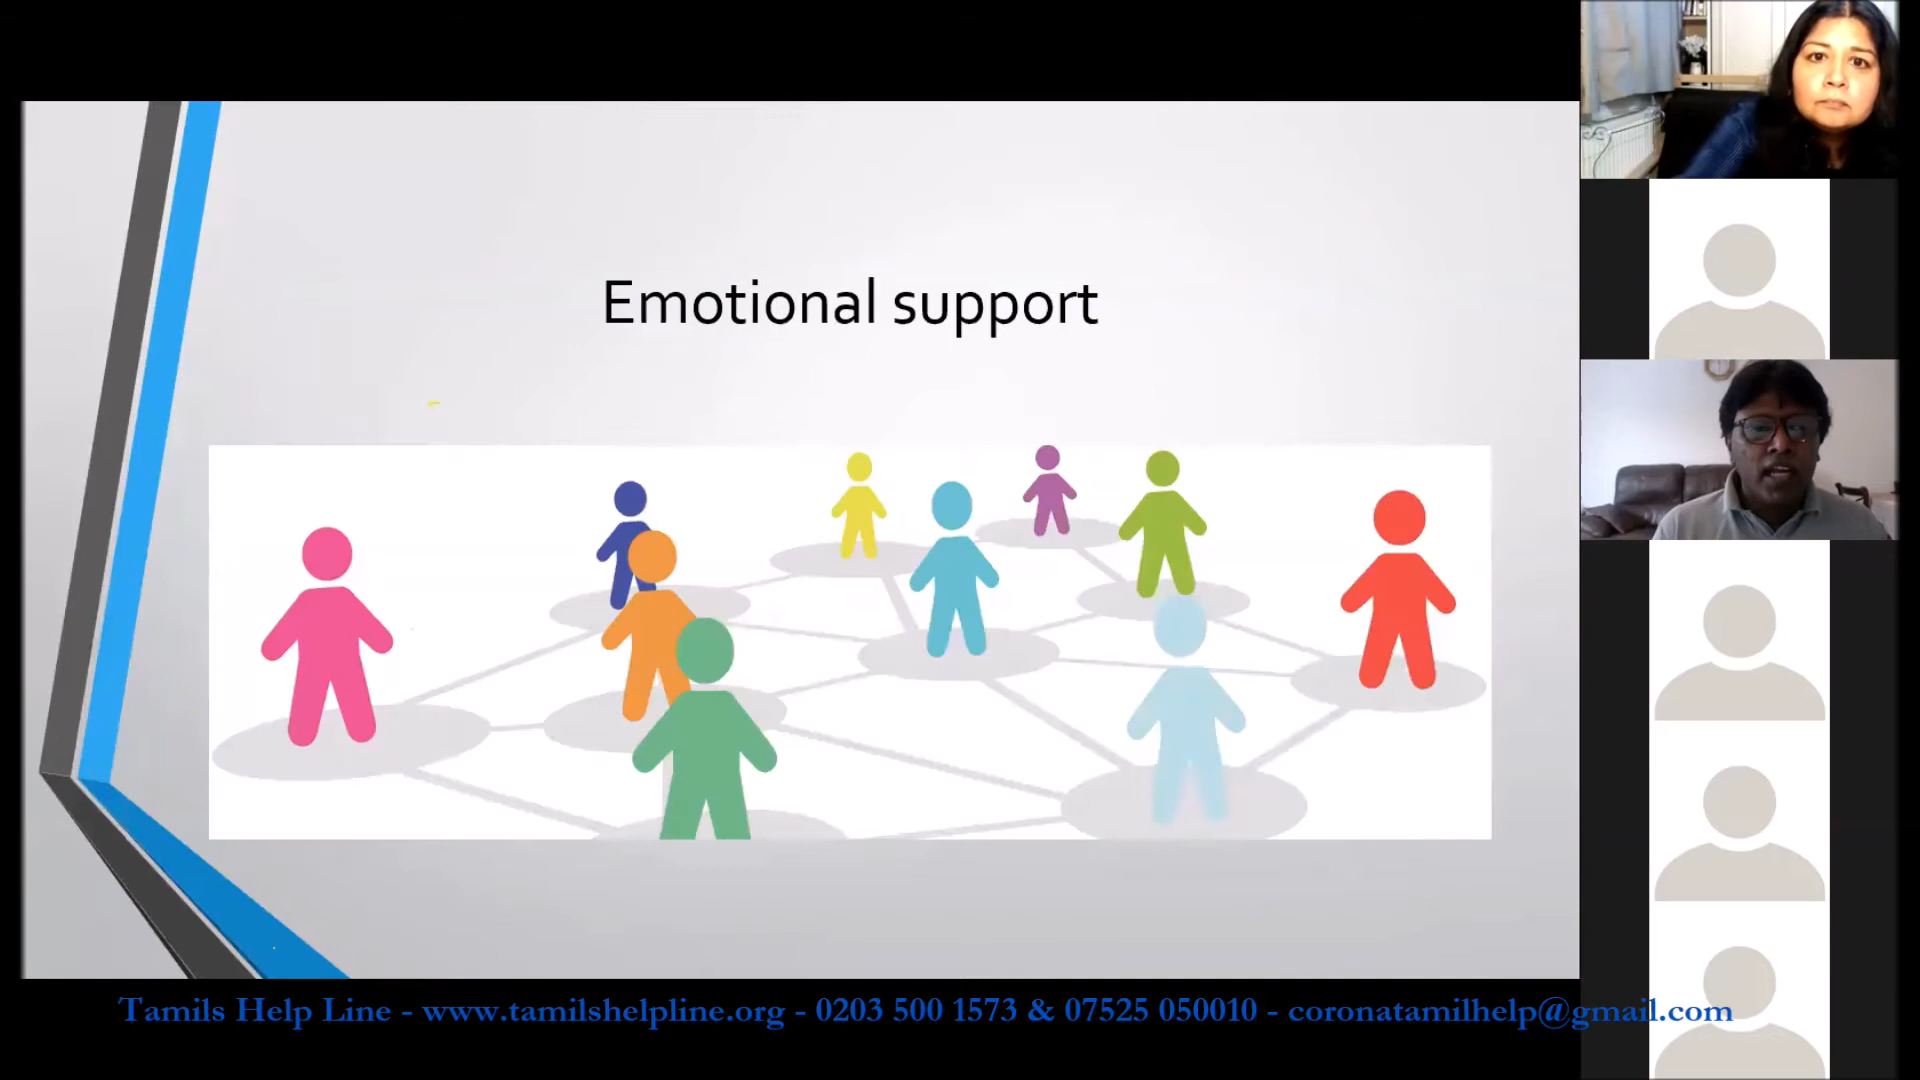 Emotional support
Tamils Help Line - www.tamilshelpline.org - 0203 500 1573 & 07525 050010 - coronatamilhelp@gmail.com